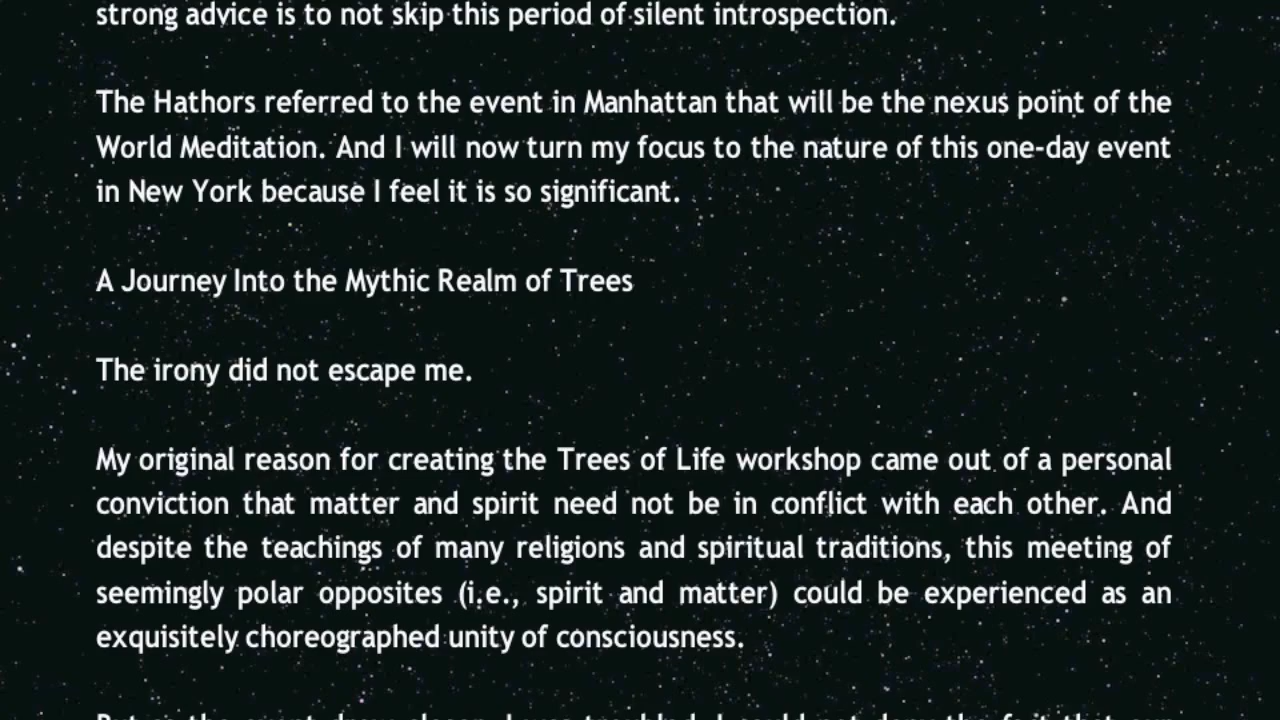 strong advice is to not skip this period of silent introspection.
The Hathors referred to the event in Manhattan that will be the nexus point of the
World Meditation. And I will now turn my focus to the nature of this one-day event
in New York because I feel it is so significant.
A Journey Into the Mythic Realm of Trees
The irony did not escape me.
My original reason for creating the Trees of Life workshop came out of a personal
conviction that matter and spirit need not be in conflict with each other. And
despite the teachings of many religions and spiritual traditions, this meeting of
seemingly polar opposites (i.e., spirit and matter) could be experienced as an
exquisitely choreographed unity of consciousness.